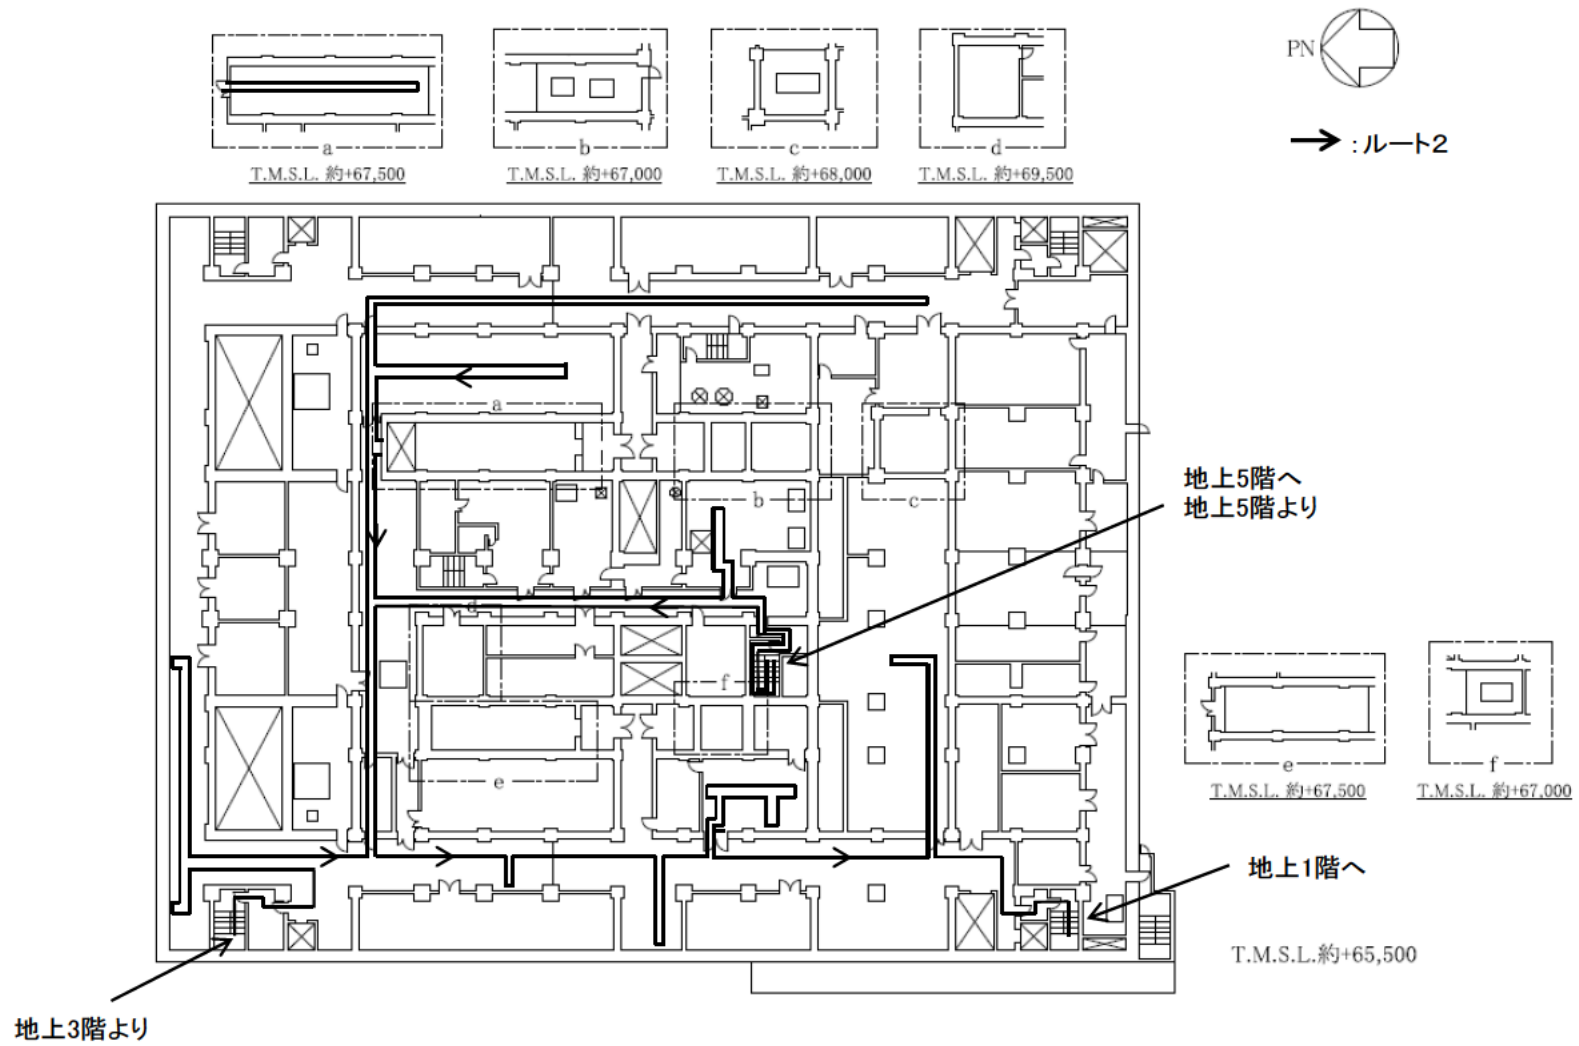 PN
：ルート２
a
T.M.S.L. 約+67,500
b
T.M.S.L. 約+67,000
c
T.M.S.L. 約+68,000
d
T.M.S.L. 約+69,500
a
b
c
地上5階へ
地上5階より
d
f
e
e
T.M.S.L. 約+67,500
f
T.M.S.L. 約+67,000
地上1階へ
T.M.S.L.約+65,500
地上3階より